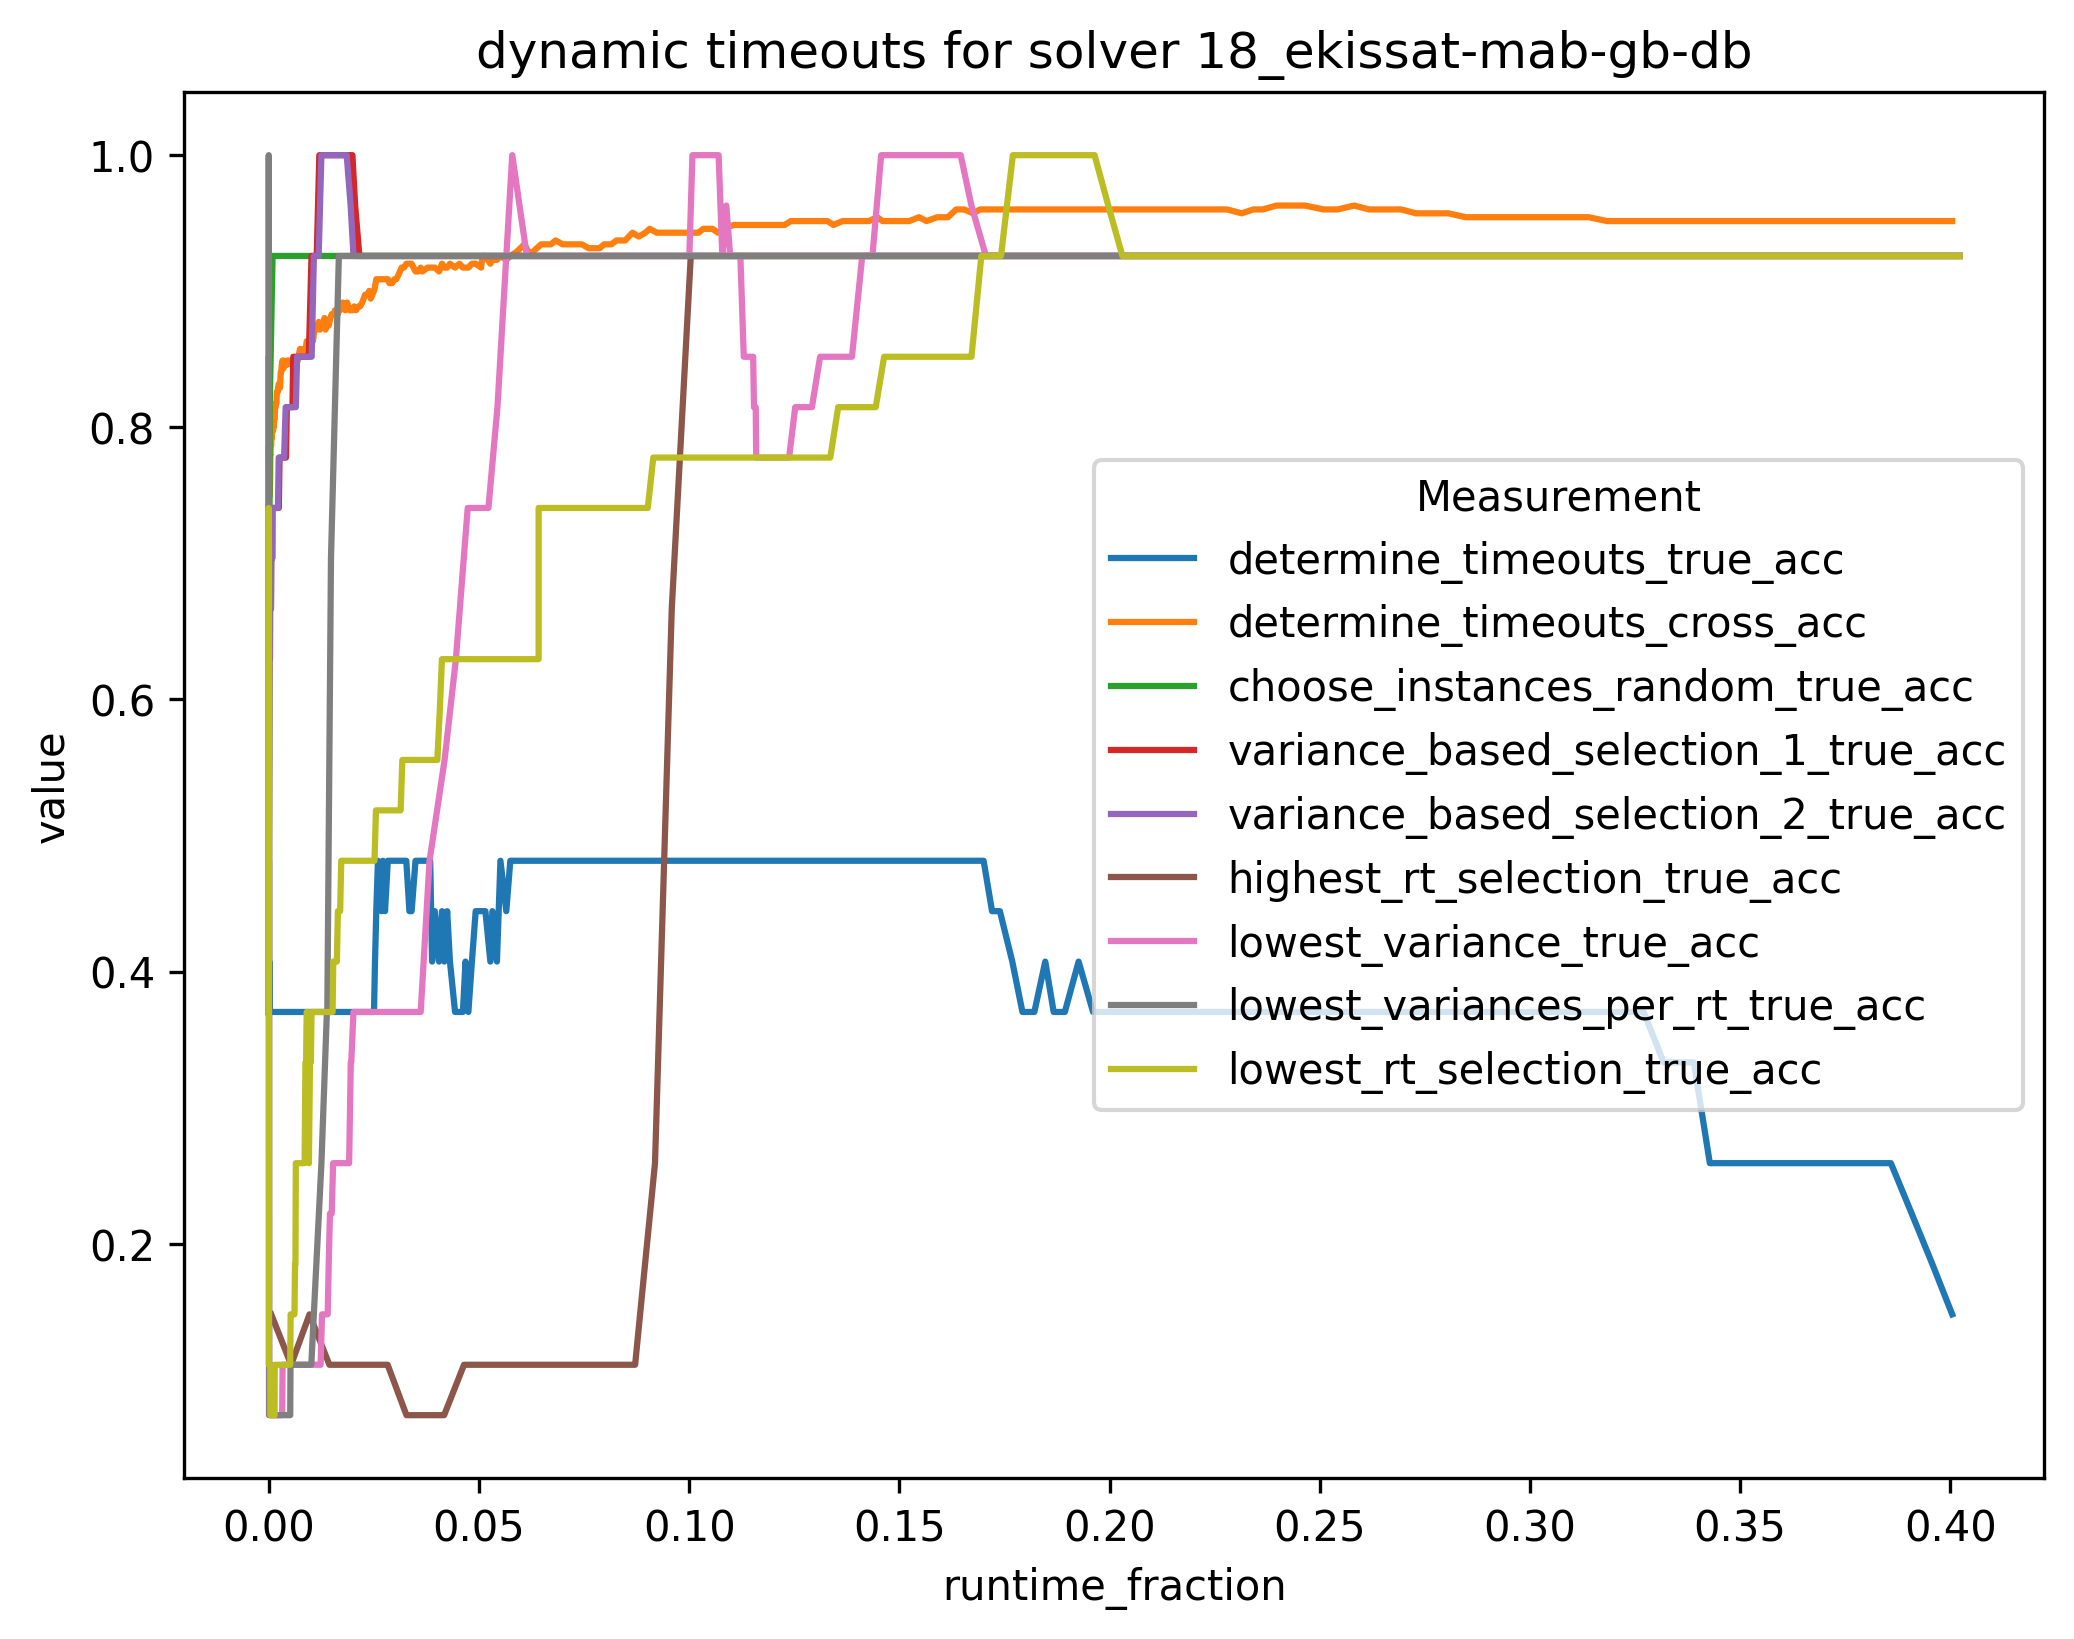 dynamic timeouts for solver 18_ekissat-mab-gb-db
1.0
0.8
0.6
0.4
0.2
value
Measurement
determine_timeouts_true_acc
determine_timeouts_cross_acc
choose_instances_random_true_acc
variance_based_selection_1_true_acc
variance_based_selection_2_true_acc
highest_rt_selection_true_acc
lowest_variance_true_acc
lowest_variances_per_rt_true_acc
lowest_rt_selection_true_acc
0.00 0.05 0.10 0.15 0.20 0.25 0.30 0.35 0.40
runtime_fraction